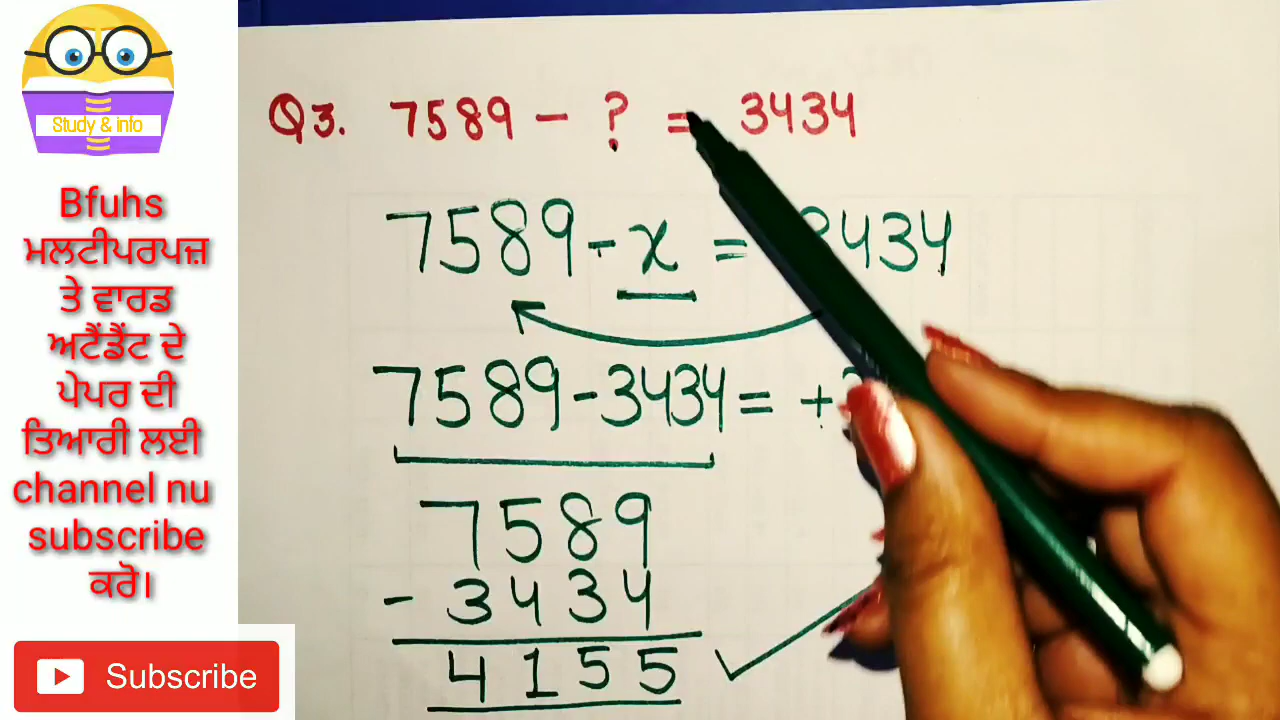 Study & info
Bfuhs
ਮਲਟੀਪਰਪਜ਼
ਤੇ ਵਾਰਡ
ਅਟੈਂਡੈਂਟ ਦੇ
ਪੇਪਰ ਦੀ
ਤਿਆਰੀ ਲਈ
channel nu
subscribe
ਕਰੋ।
Subscribe
Q3. 7589 - ? = 3434
7589 - x = 3434
7589 - 3434 = +
7589
- 3434
4155